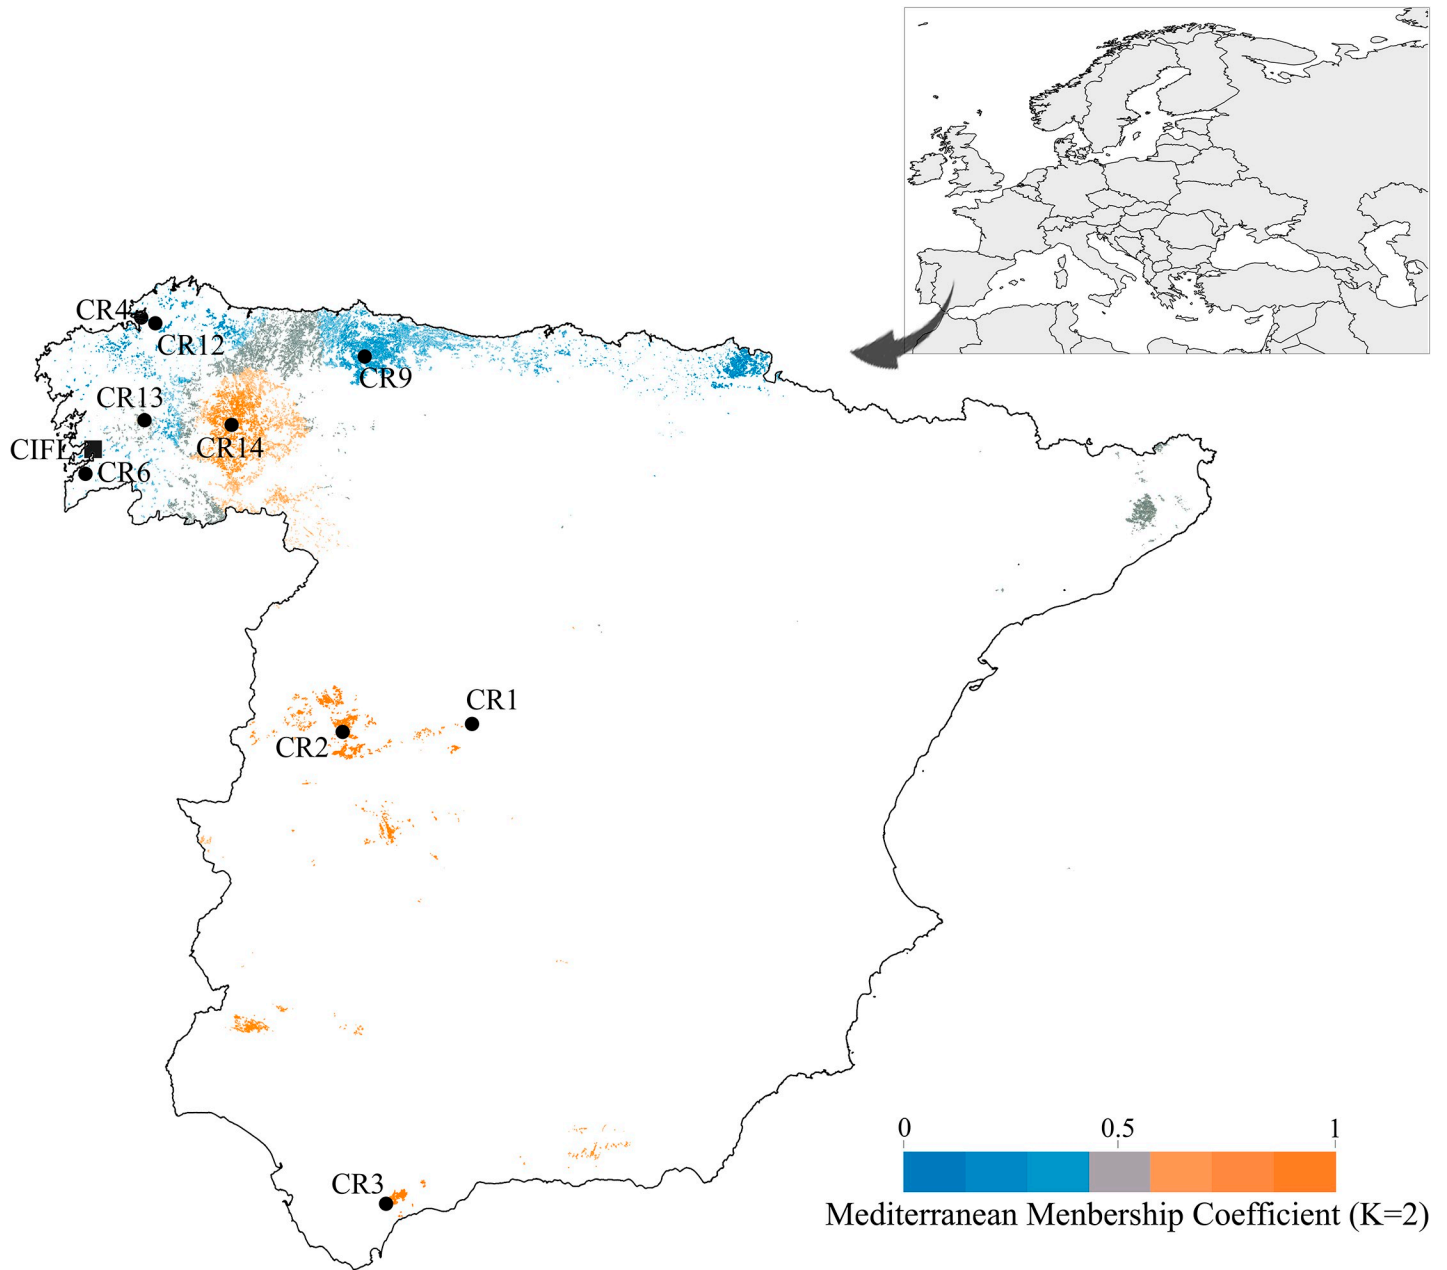 CR4
CR12
CR9
CR13
CR14
CIFL
CR6
CR1
CR2
CR3
0 0.5 1
Mediterranean Menbership Coefficient (K=2)